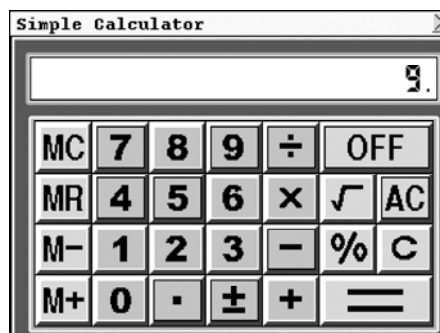 Simple Calculator
9.
MC 7 8 9 ÷ OFF
MR 4 5 6 × √ AC
M− 1 2 3 − % C
M+ 0 . ± + =